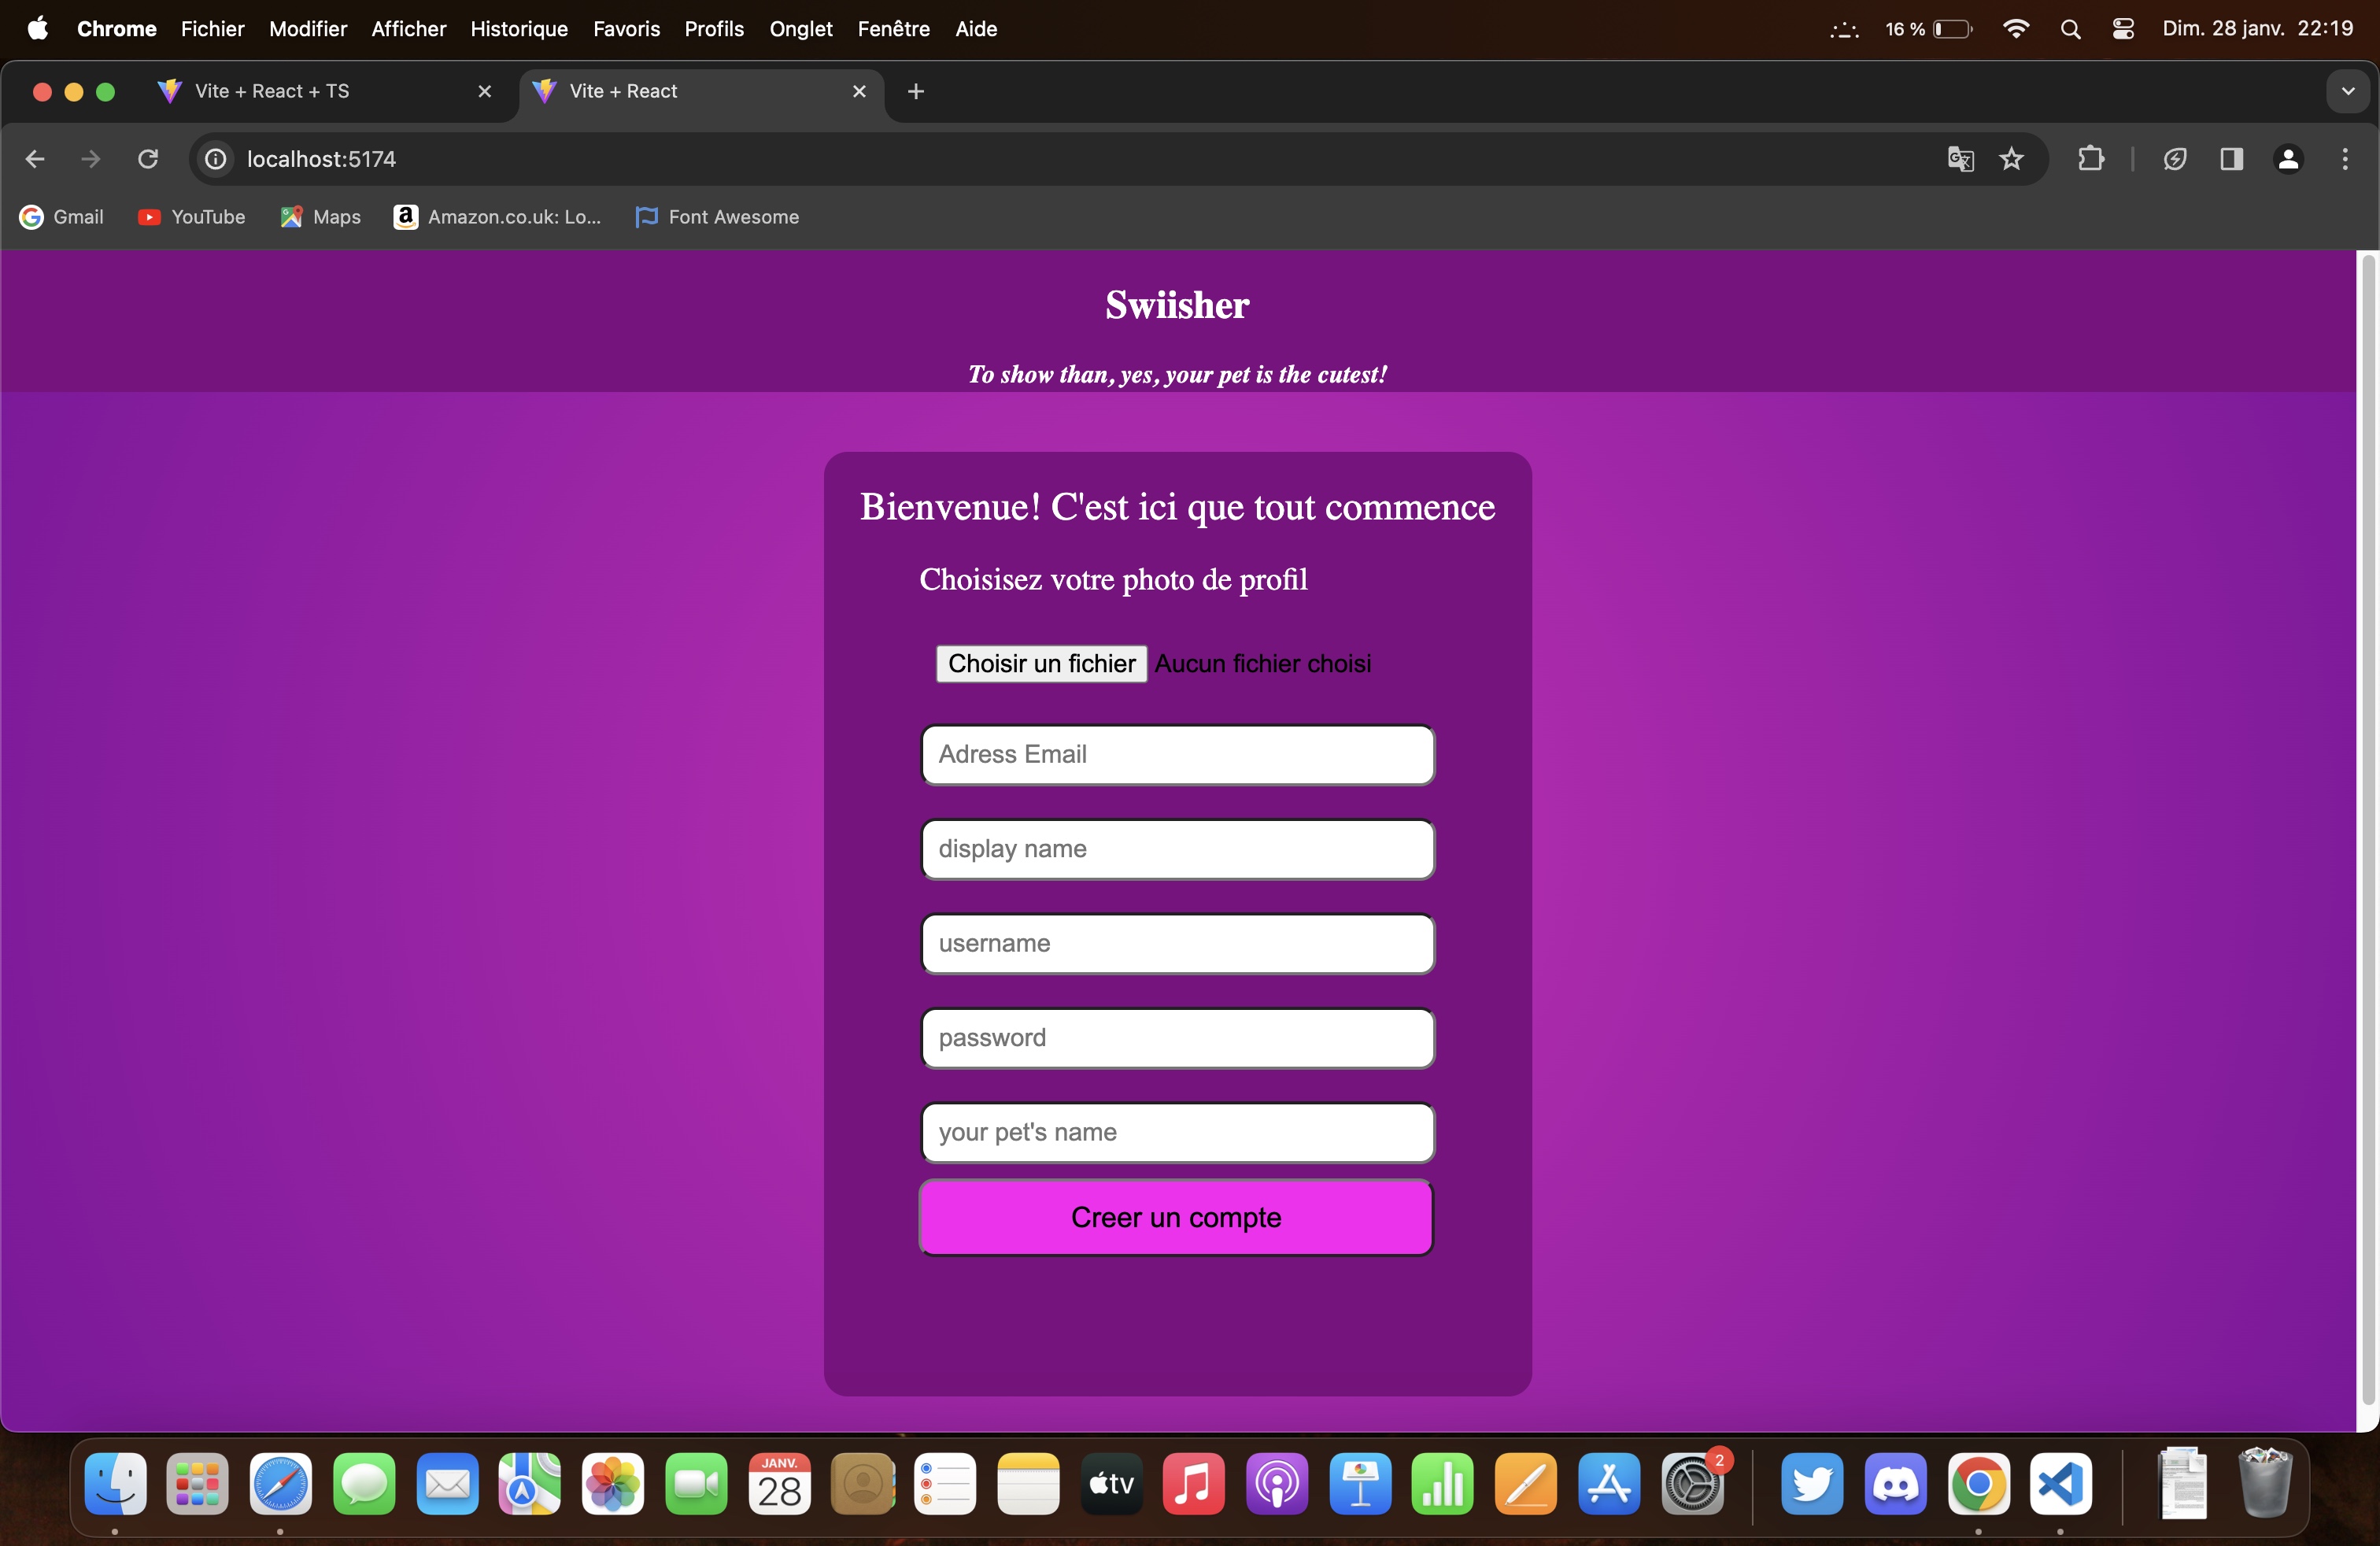 Chrome Fichier Modifier Afficher Historique Favoris Profils Onglet Fenêtre Aide 16 % Dim. 28 janv. 22:19
Vite + React + TS Vite + React
localhost:5174
Gmail YouTube Maps Amazon.co.uk: Lo... Font Awesome
Swiisher
To show than, yes, your pet is the cutest!
Bienvenue! C'est ici que tout commence
Choisisez votre photo de profil
Choisir un fichier Aucun fichier choisi
Adress Email
display name
username
password
your pet's name
Creer un compte
JANV.
28
tv
2